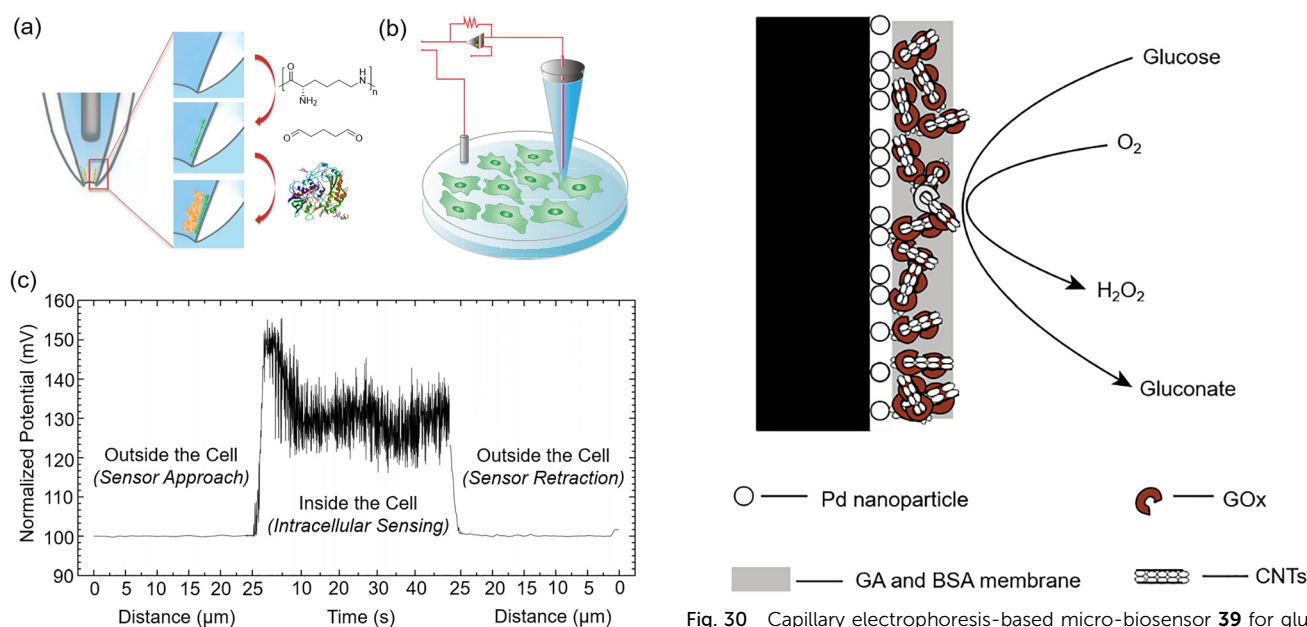 (a)
O
NH2
H
N
n
O
O
(b)
(c)
Normalized Potential (mV)
160
150
140
130
120
110
100
90
Outside the Cell
(Sensor Approach)
Inside the Cell
(Intracellular Sensing)
Outside the Cell
(Sensor Retraction)
0 5 10 15 20 25 10 20 30 40 25 20 15 10 5 0
Distance (µm) Time (s) Distance (µm)
Glucose
O2
H2O2
Gluconate
Pd nanoparticle
GOx
GA and BSA membrane
CNTs
Fig. 30 Capillary electrophoresis-based micro-biosensor 39 for glu